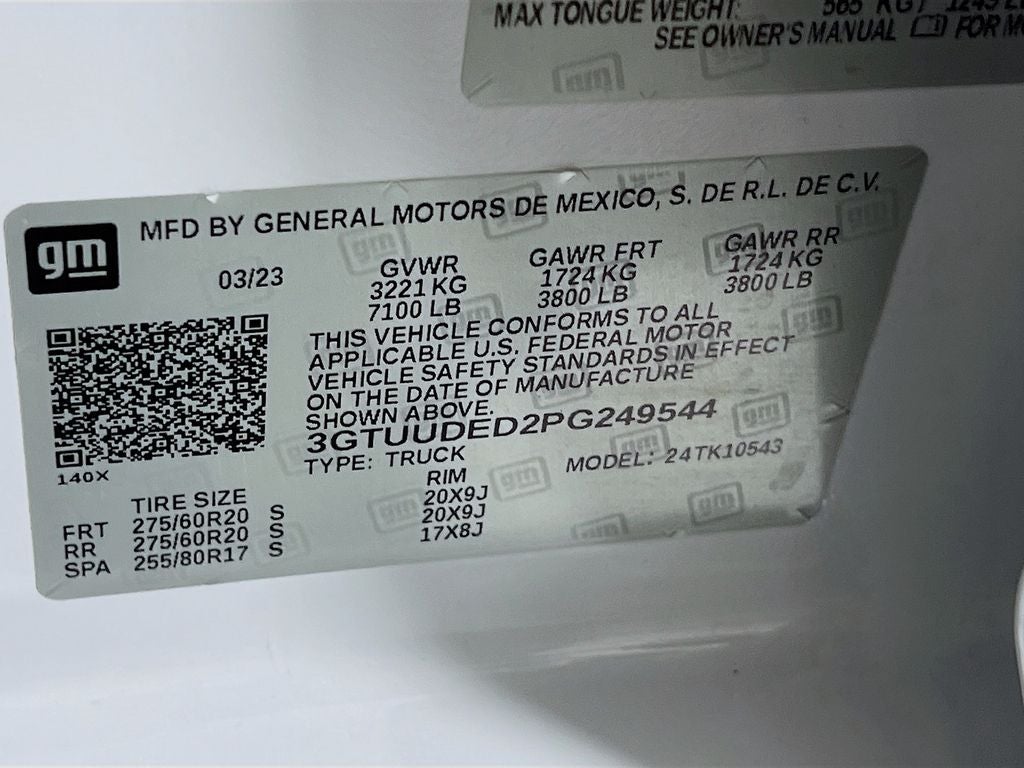 MAX TONGUE WEIGHT: 565 KG
SEE OWNER'S MANUAL FOR
gm
MFD BY GENERAL MOTORS DE MEXICO, S. DE R.L. DE C.V.
03/23 GVWR GAWR FRT GAWR RR
3221 KG 1724 KG 1724 KG
7100 LB 3800 LB 3800 LB
THIS VEHICLE CONFORMS TO ALL
APPLICABLE U.S. FEDERAL MOTOR
VEHICLE SAFETY STANDARDS IN EFFECT
ON THE DATE OF MANUFACTURE
SHOWN ABOVE.
3GTUUDED2PG249544
TYPE: TRUCK MODEL: 24TK10543
140X
TIRE SIZE RIM
FRT 275/60R20 S 20X9J
RR 275/60R20 S 20X9J
SPA 255/80R17 S 17X8J